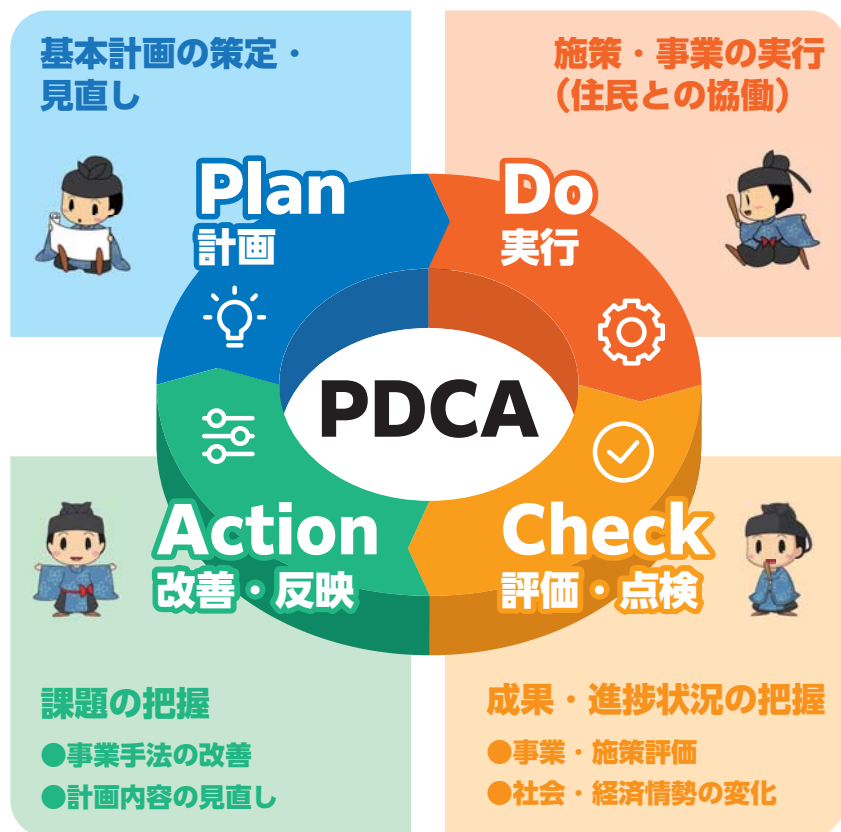 基本計画の策定・
見直し
Plan
計画
施策・事業の実行
(住民との協働)
Do
実行
PDCA
Action
改善・反映
課題の把握
●事業手法の改善
●計画内容の見直し
Check
評価・点検
成果・進捗状況の把握
●事業・施策評価
●社会・経済情勢の変化